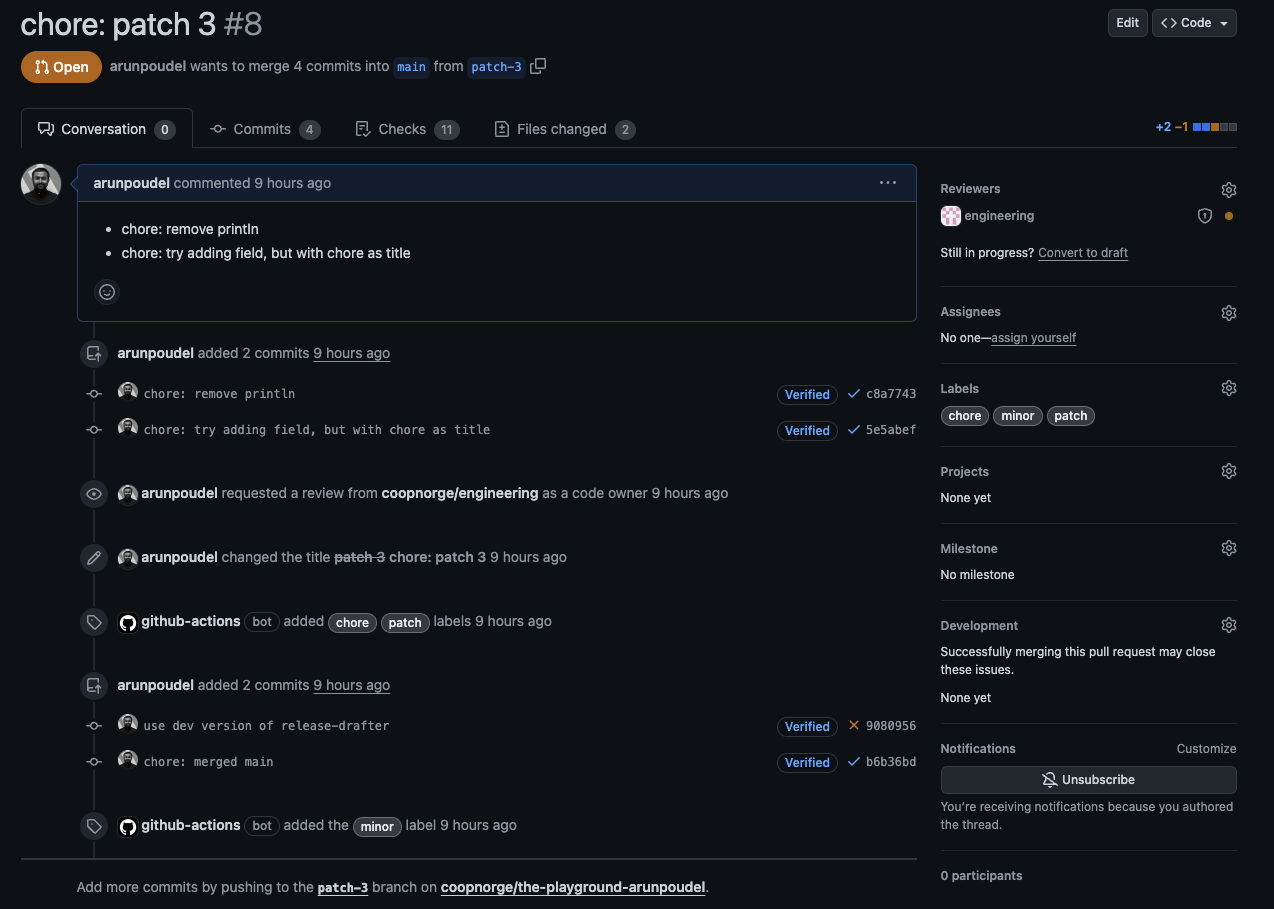 chore: patch 3 #8
Edit
<> Code
Open
arunpoudel wants to merge 4 commits into main from patch-3
Conversation 0
Commits 4
Checks 11
Files changed 2
+2 −1
arunpoudel commented 9 hours ago
chore: remove println
chore: try adding field, but with chore as title
arunpoudel added 2 commits 9 hours ago
chore: remove println Verified c8a7743
chore: try adding field, but with chore as title Verified 5e5abef
arunpoudel requested a review from coopnorge/engineering as a code owner 9 hours ago
arunpoudel changed the title patch 3 chore: patch 3 9 hours ago
github-actions bot added chore patch labels 9 hours ago
arunpoudel added 2 commits 9 hours ago
use dev version of release-drafter Verified 9080956
chore: merged main Verified b6b36bd
github-actions bot added the minor label 9 hours ago
Add more commits by pushing to the patch-3 branch on coopnorge/the-playground-arunpoudel.
Reviewers
engineering
Still in progress? Convert to draft
Assignees
No one—assign yourself
Labels
chore minor patch
Projects
None yet
Milestone
No milestone
Development
Successfully merging this pull request may close
these issues.
None yet
Notifications
Customize
Unsubscribe
You're receiving notifications because you authored
the thread.
0 participants